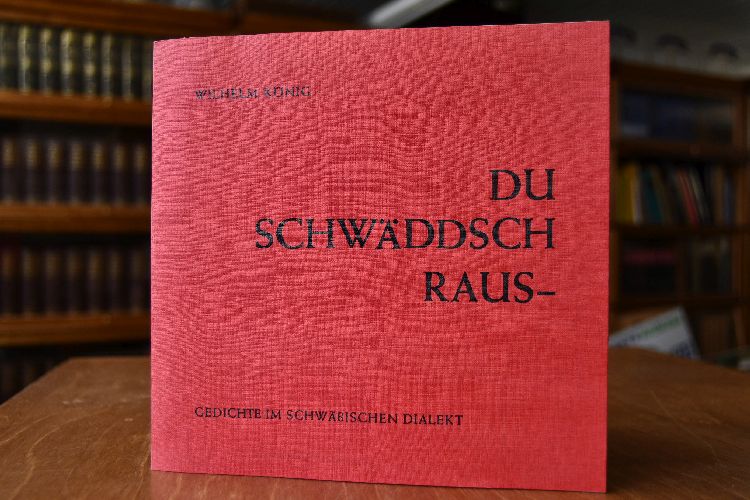 WILHELM KÖNIG
DU
SCHWÄDDSCH
RAUS–
GEDICHTE IM SCHWÄBISCHEN DIALEKT